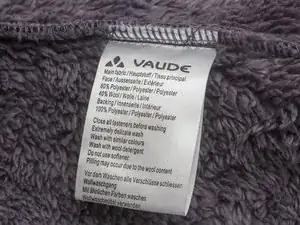 VAUDE
Main fabric / Hauptstoff / Tissu principal
Face / Aussenseite / Extérieur
60% Polyester / Polyester / Polyester
40% Wool / Wolle / Laine
Backing / Innenseite / Intérieur
100% Polyester / Polyester / Polyester
Close all fasteners before washing
Extremely delicate wash
Wash with similar colours
Wash with wool detergent
Do not use softener
Pilling may occur due to the wool content
Vor dem Waschen alle Verschlüsse schliessen
Wollwaschgang
Mit ähnlichen Farben waschen
Wollwaschmittel verwenden